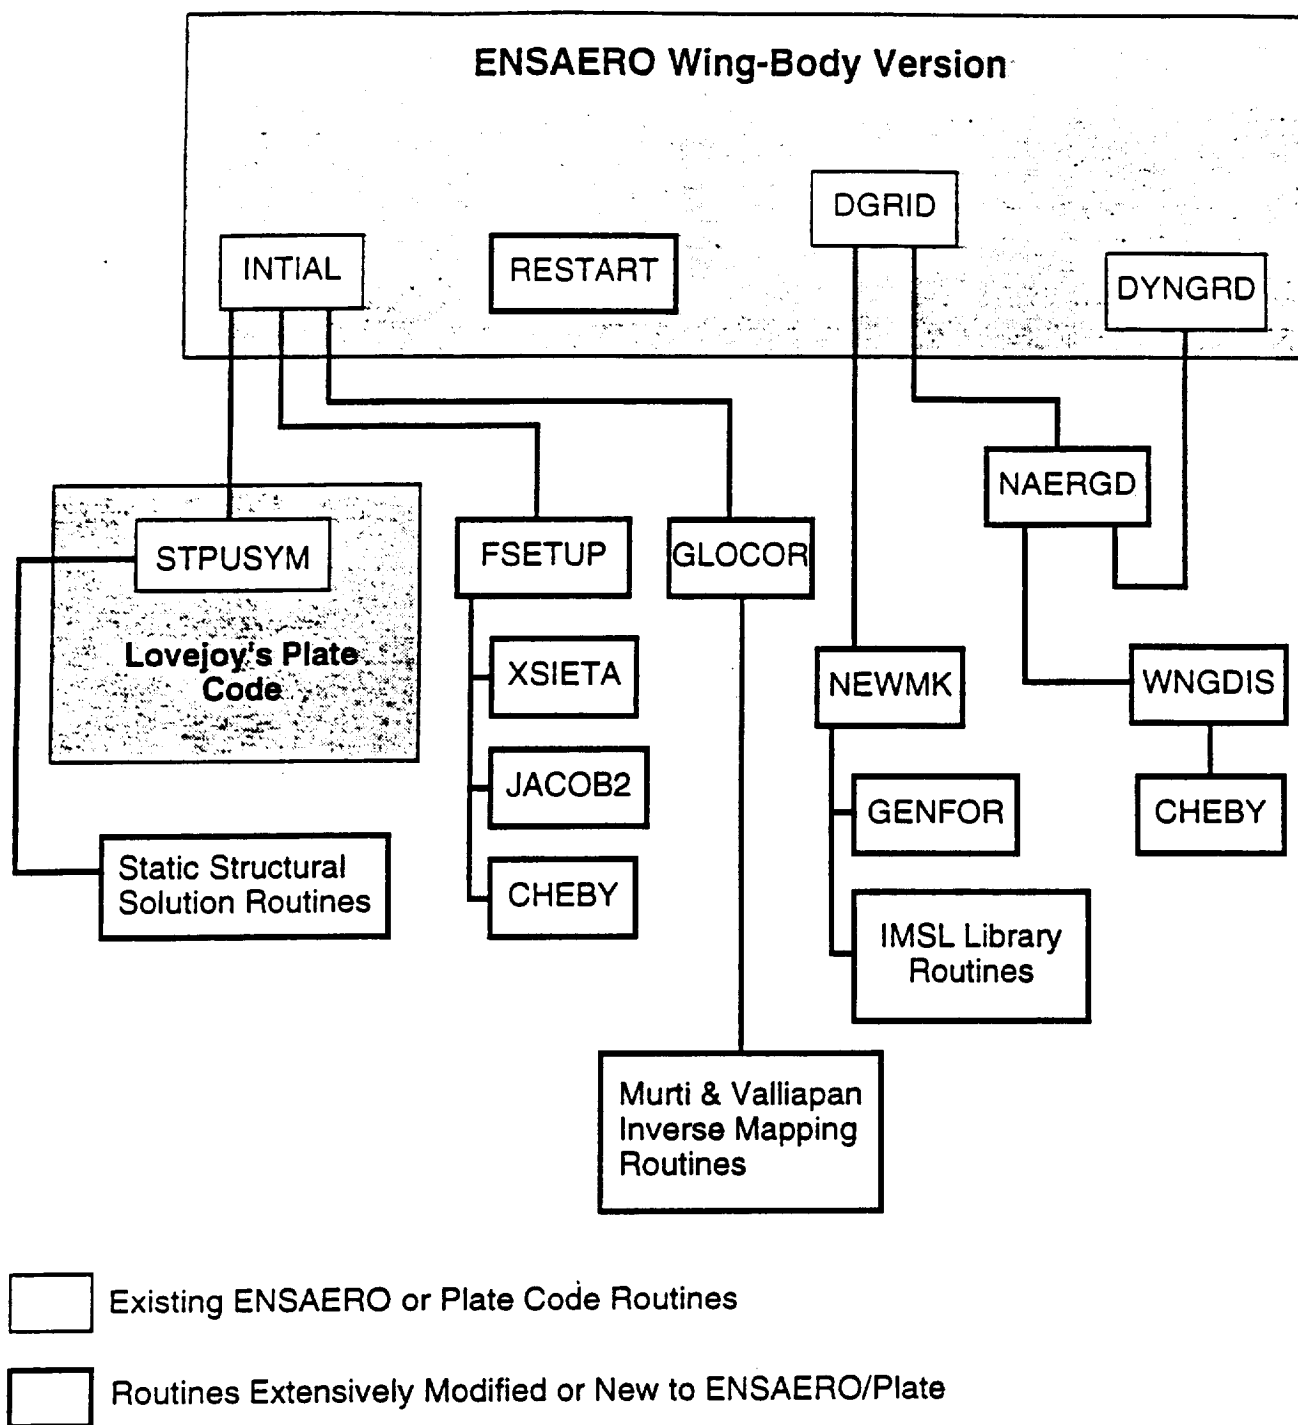 ENSAERO Wing-Body Version
DGRID
INTIAL
RESTART
DYNGRD
NAERGD
STPUSYM
FSETUP
GLOCOR
Lovejoy's Plate
Code
XSIETA
NEWMK
WNGDIS
JACOB2
GENFOR
CHEBY
Static Structural
Solution Routines
CHEBY
IMSL Library
Routines
Murti & Valliapan
Inverse Mapping
Routines
Existing ENSAERO or Plate Code Routines
Routines Extensively Modified or New to ENSAERO/Plate